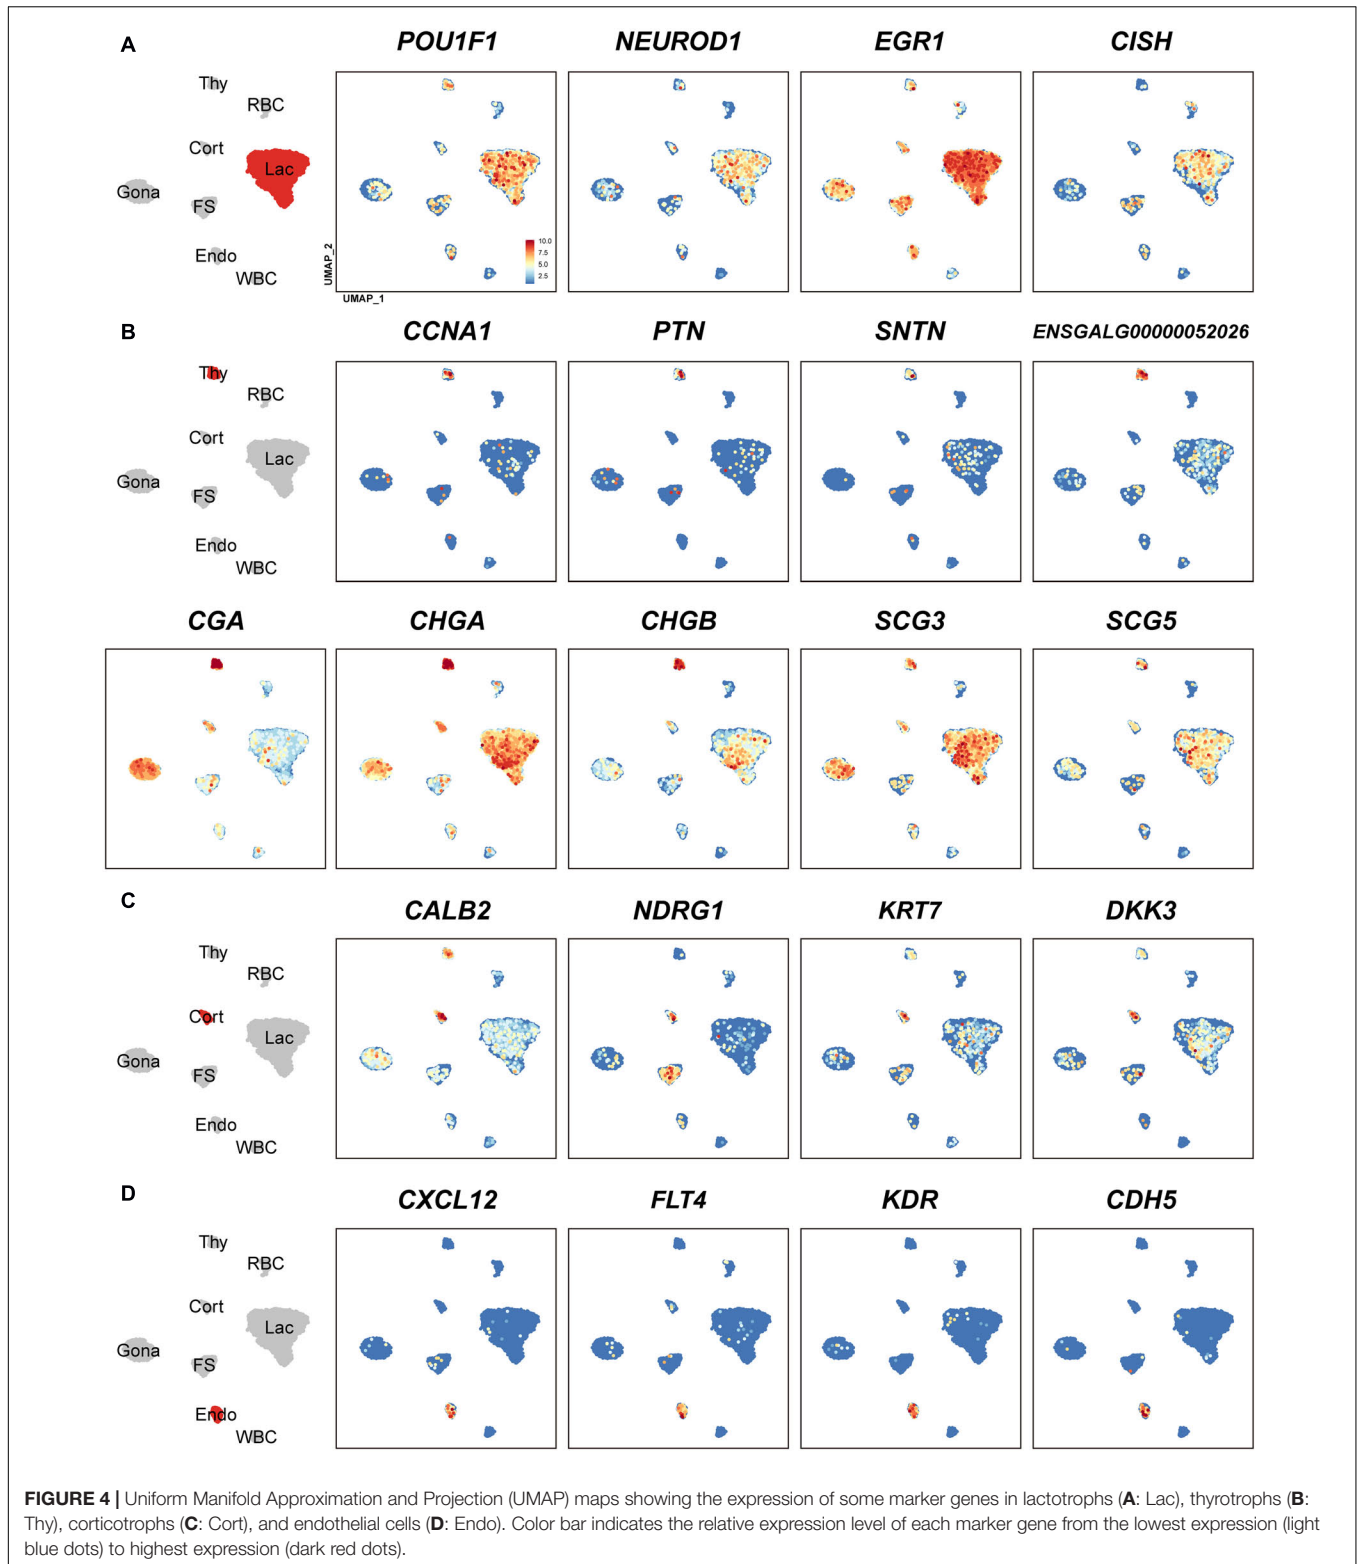 A
POU1F1 NEUROD1 EGR1 CISH
Thy
RBC
Cort
Lac
Gona
FS
Endo
WBC
UMAP_2
UMAP_1
10.0
7.5
5.0
2.5
B
CCNA1 PTN SNTN ENSGALG00000052026
Thy
RBC
Cort
Lac
Gona
FS
Endo
WBC
CGA CHGA CHGB SCG3 SCG5
C
CALB2 NDRG1 KRT7 DKK3
Thy
RBC
Cort
Lac
Gona
FS
Endo
WBC
D
CXCL12 FLT4 KDR CDH5
Thy
RBC
Cort
Lac
Gona
FS
Endo
WBC
FIGURE 4 | Uniform Manifold Approximation and Projection (UMAP) maps showing the expression of some marker genes in lactotrophs (A: Lac), thyrotrophs (B:
Thy), corticotrophs (C: Cort), and endothelial cells (D: Endo). Color bar indicates the relative expression level of each marker gene from the lowest expression (light
blue dots) to highest expression (dark red dots).